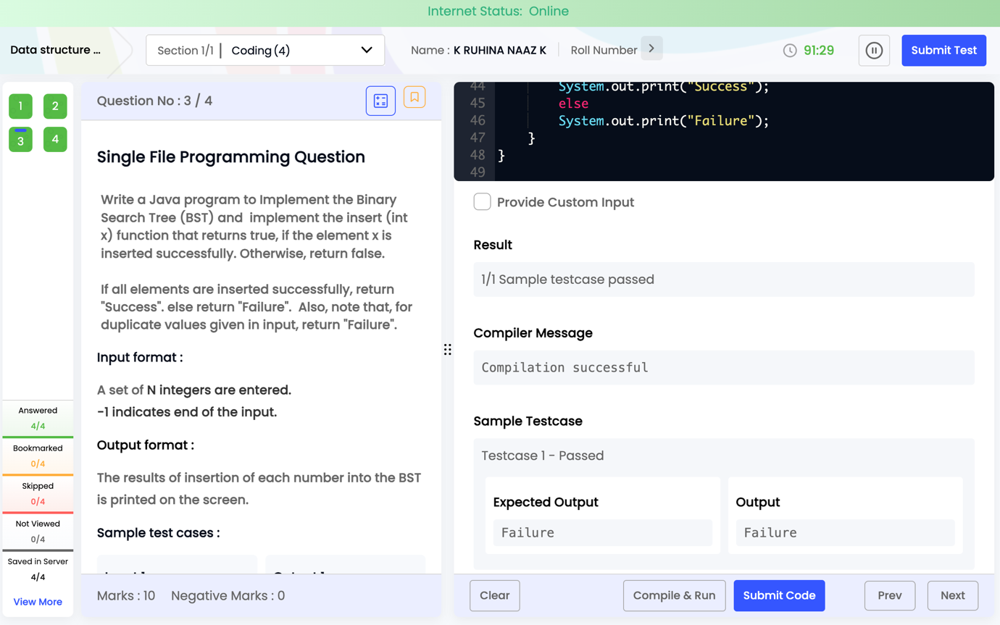 Internet Status: Online
Data structure ...
Section 1/1 | Coding (4)
Name : K RUHINA NAAZ K
Roll Number
91:29
Submit Test
1
2
3
4
Answered
4/4
Bookmarked
0/4
Skipped
0/4
Not Viewed
0/4
Saved in Server
4/4
View More
Question No : 3 / 4
Single File Programming Question
Write a Java program to Implement the Binary
Search Tree (BST) and implement the insert (int
x) function that returns true, if the element x is
inserted successfully. Otherwise, return false.
If all elements are inserted successfully, return
"Success". else return "Failure". Also, note that, for
duplicate values given in input, return "Failure".
Input format :
A set of N integers are entered.
-1 indicates end of the input.
Output format :
The results of insertion of each number into the BST
is printed on the screen.
Sample test cases :
Marks : 10 Negative Marks : 0
44 System.out.print("Success");
45 else
46 System.out.print("Failure");
47 }
48 }
49
Provide Custom Input
Result
1/1 Sample testcase passed
Compiler Message
Compilation successful
Sample Testcase
Testcase 1 - Passed
Expected Output
Failure
Output
Failure
Clear
Compile & Run
Submit Code
Prev
Next